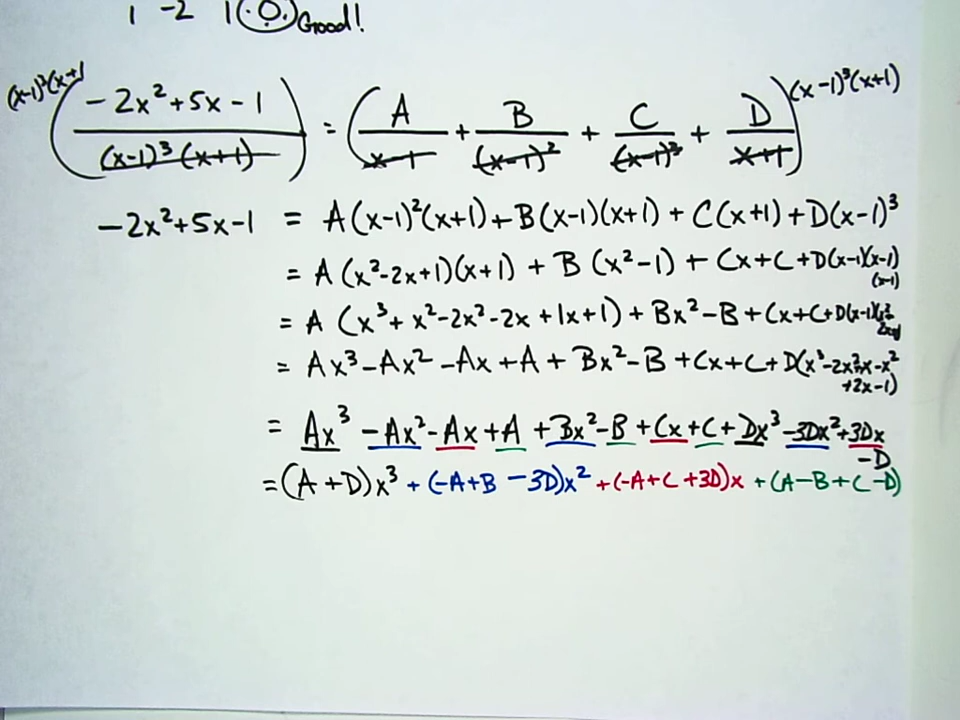 1 -2 1 0 Good!
(x-1)³(x+1 ( (-2x²+5x-1)/((x-1)³(x+1)) ) = ( A/(x-1) + B/(x-1)² + C/(x-1)³ + D/(x+1) ) (x-1)³(x+1)
-2x²+5x-1 = A(x-1)²(x+1) + B(x-1)(x+1) + C(x+1) + D(x-1)³
= A(x²-2x+1)(x+1) + B(x²-1) + Cx+C+D(x-1)(x-1)
(x-1)
= A(x³+x²-2x²-2x+1x+1) + Bx²-B+Cx+C+D(x-1)(x²
= Ax³-Ax²-Ax+A+Bx²-B+Cx+C+D(x³-2x²+x-x²
+2x-1)
= Ax³-Ax²-Ax+A+Bx²-B+Cx+C+Dx³-3Dx²+3Dx
-D
= (A+D)x³+(-A+B-3D)x²+(-A+C+3D)x+(A-B+C-D)